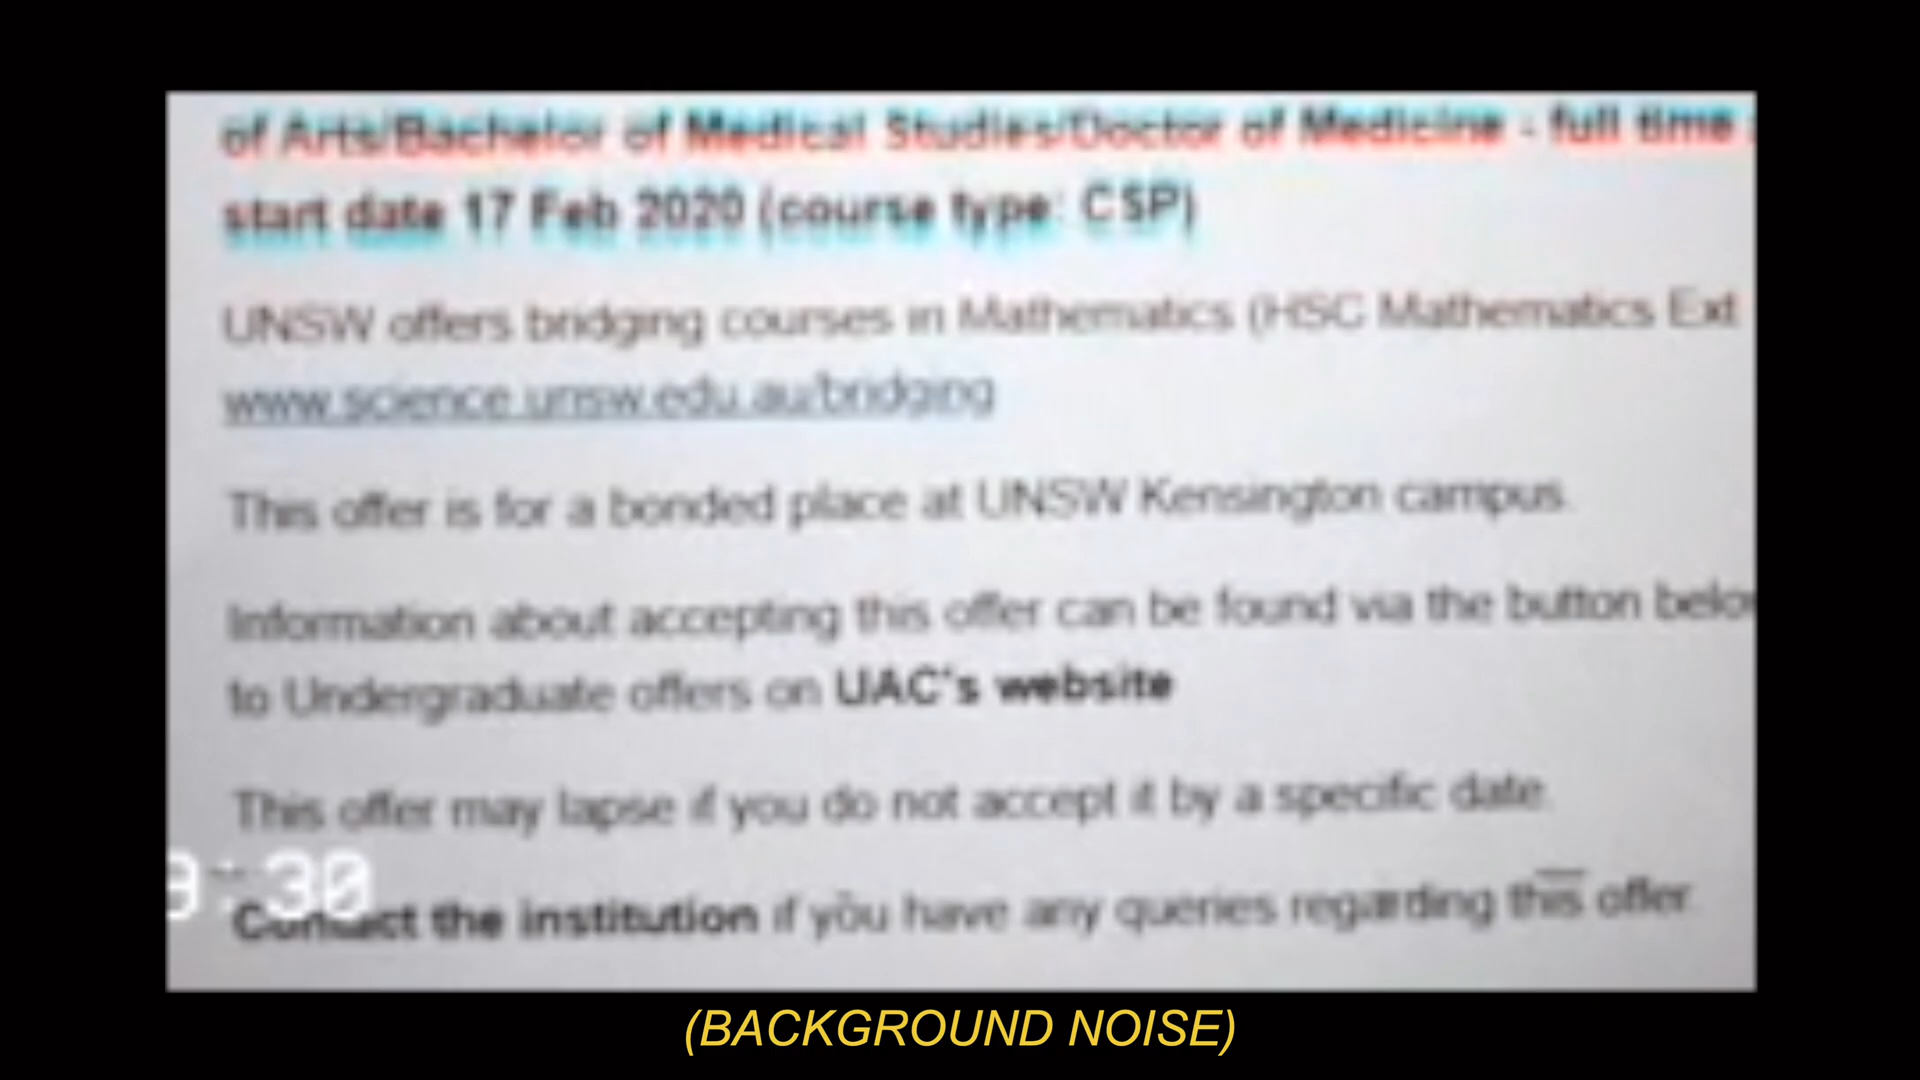 of Arts/Bachelor of Medical Studies/Doctor of Medicine - full time
start date 17 Feb 2020 (course type: CSP)
UNSW offers bridging courses in Mathematics (HSC Mathematics Ext
www.science.unsw.edu.au/bridging
This offer is for a bonded place at UNSW Kensington campus.
Information about accepting this offer can be found via the button belo
to Undergraduate offers on UAC's website
This offer may lapse if you do not accept it by a specific date.
9:30
Contact the institution if you have any queries regarding this offer.
(BACKGROUND NOISE)